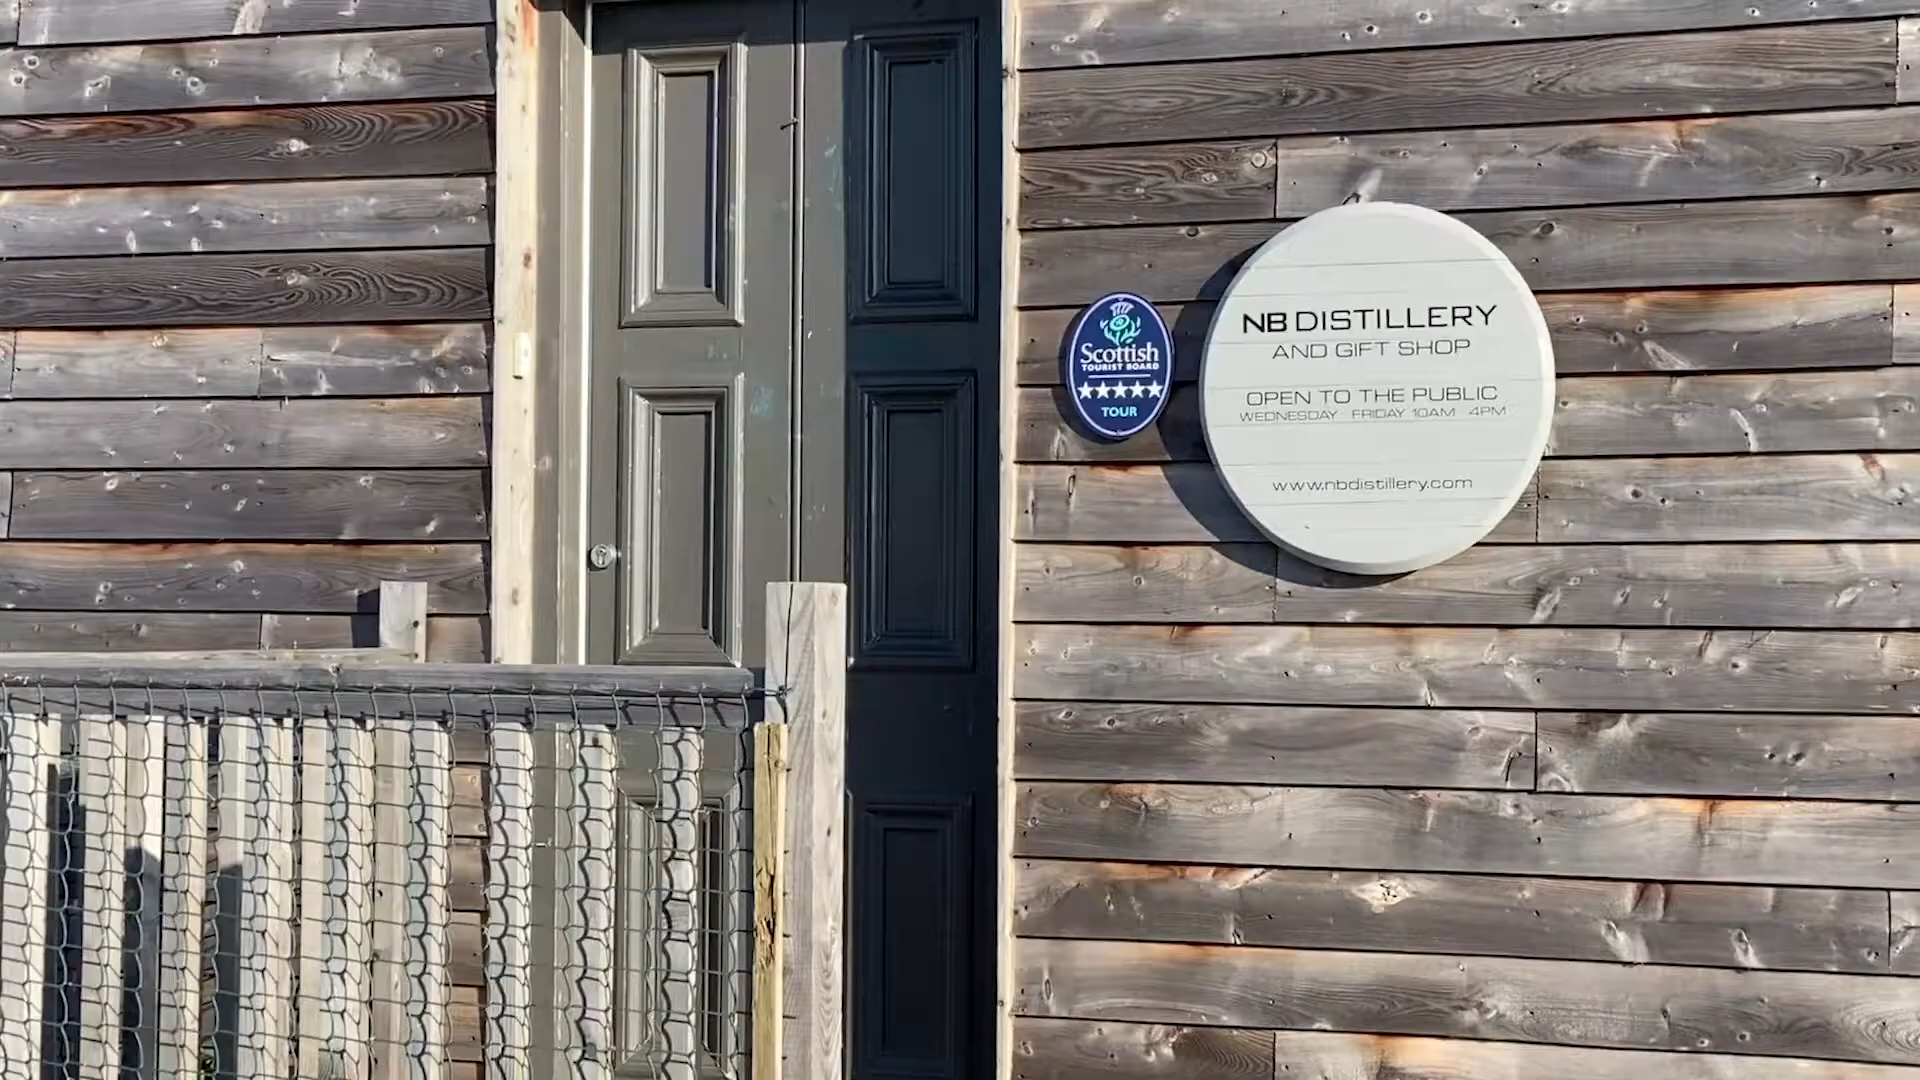 Scottish
TOURIST BOARD
TOUR
NB DISTILLERY
AND GIFT SHOP
OPEN TO THE PUBLIC
WEDNESDAY - FRIDAY 10AM - 4PM
www.nbdistillery.com